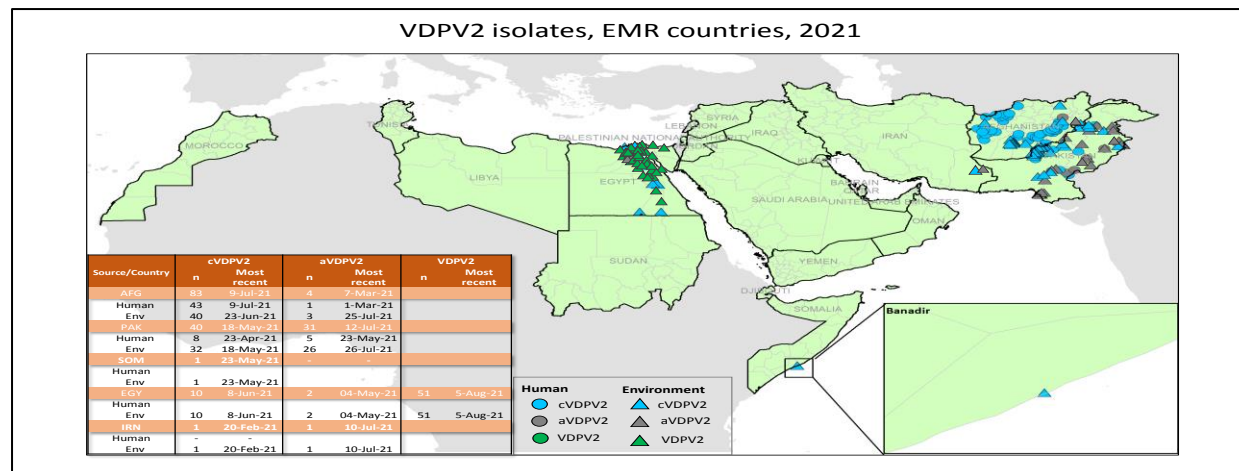 VDPV2 isolates, EMR countries, 2021
MOROCCO
TUNISIA
LIBYA
EGYPT
SUDAN
PALESTINIAN NATIONAL AUTHORITY
LEBANON
SYRIA
JORDAN
IRAQ
IRAN
KUWAIT
BAHRAIN
QATAR
SAUDI ARABIA
UNITED ARAB EMIRATES
OMAN
YEMEN
DJIBOUTI
SOMALIA
AFGHANISTAN
PAKISTAN
Banadir
Source/Country cVDPV2 aVDPV2 VDPV2
n Most recent n Most recent n Most recent
AFG 83 9-Jul-21 4 7-Mar-21
Human 43 9-Jul-21 1 1-Mar-21
Env 40 23-Jun-21 3 25-Jul-21
PAK 40 18-May-21 31 12-Jul-21
Human 8 23-Apr-21 5 23-May-21
Env 32 18-May-21 26 26-Jul-21
SOM 1 23-May-21 - -
Human
Env 1 23-May-21
EGY 10 8-Jun-21 2 04-May-21 51 5-Aug-21
Human
Env 10 8-Jun-21 2 04-May-21 51 5-Aug-21
IRN 1 20-Feb-21 1 10-Jul-21
Human - -
Env 1 20-Feb-21 1 10-Jul-21
Human Environment
cVDPV2 cVDPV2
aVDPV2 aVDPV2
VDPV2 VDPV2